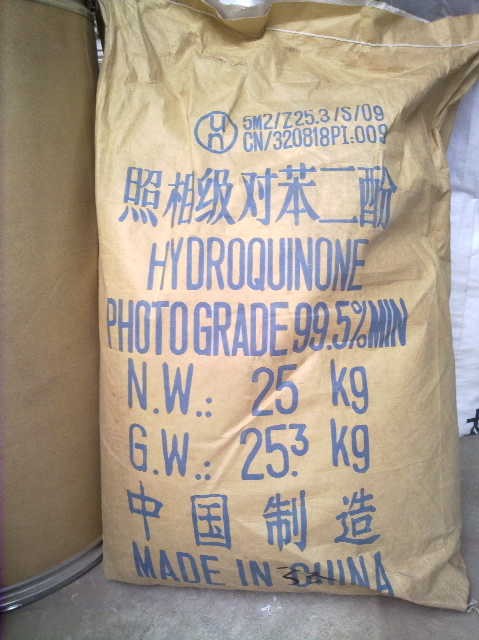 un 5M2/Z25.3/S/09
CN/320818PI.009
照相级对苯二酚
HYDROQUINONE
PHOTO GRADE 99.5%MIN
N.W.: 25 kg
G.W.: 25.3 kg
中国制造
MADE IN CHINA